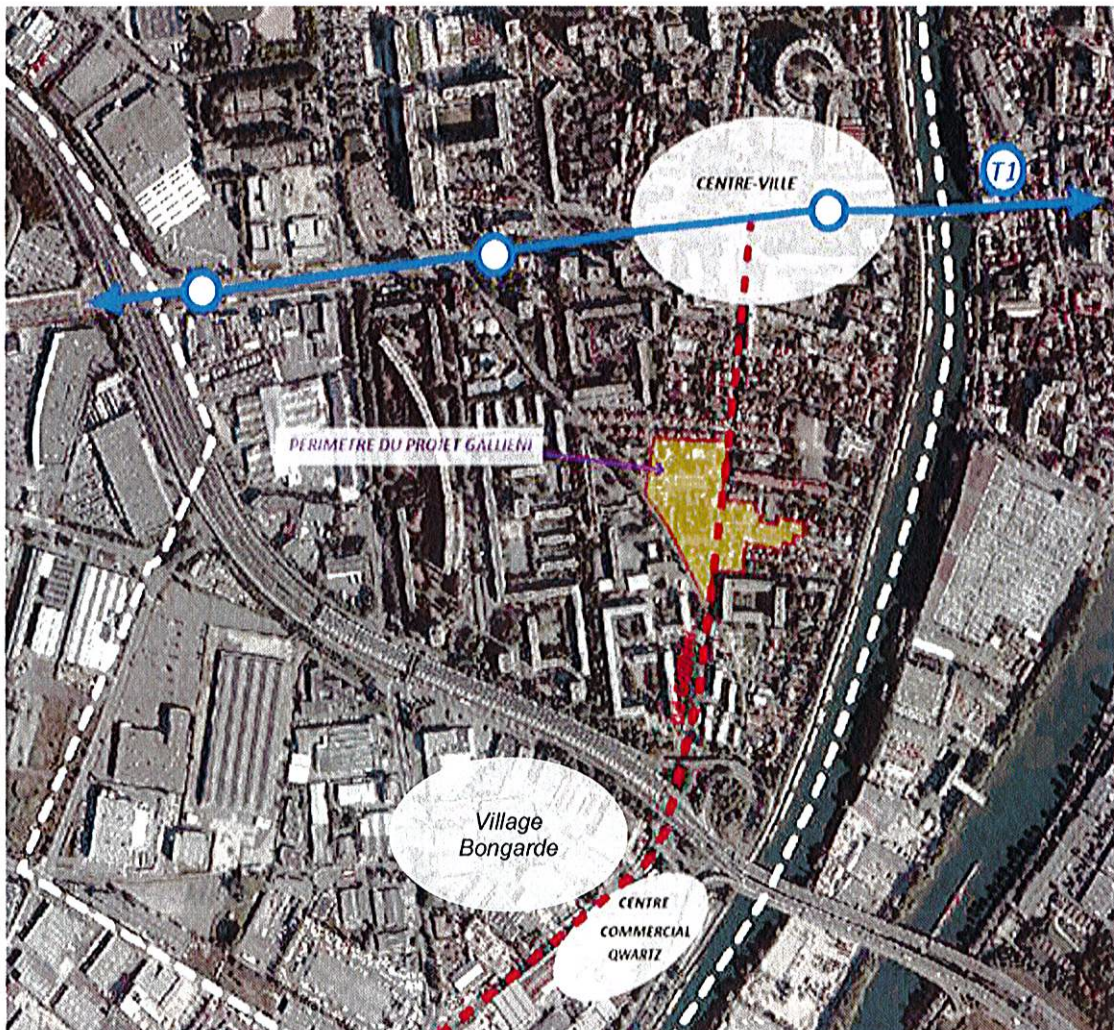 CENTRE-VILLE
T1
PERIMETRE DU PROJET GALLIENI
Village
Bongarde
CENTRE
COMMERCIAL
QWARTZ